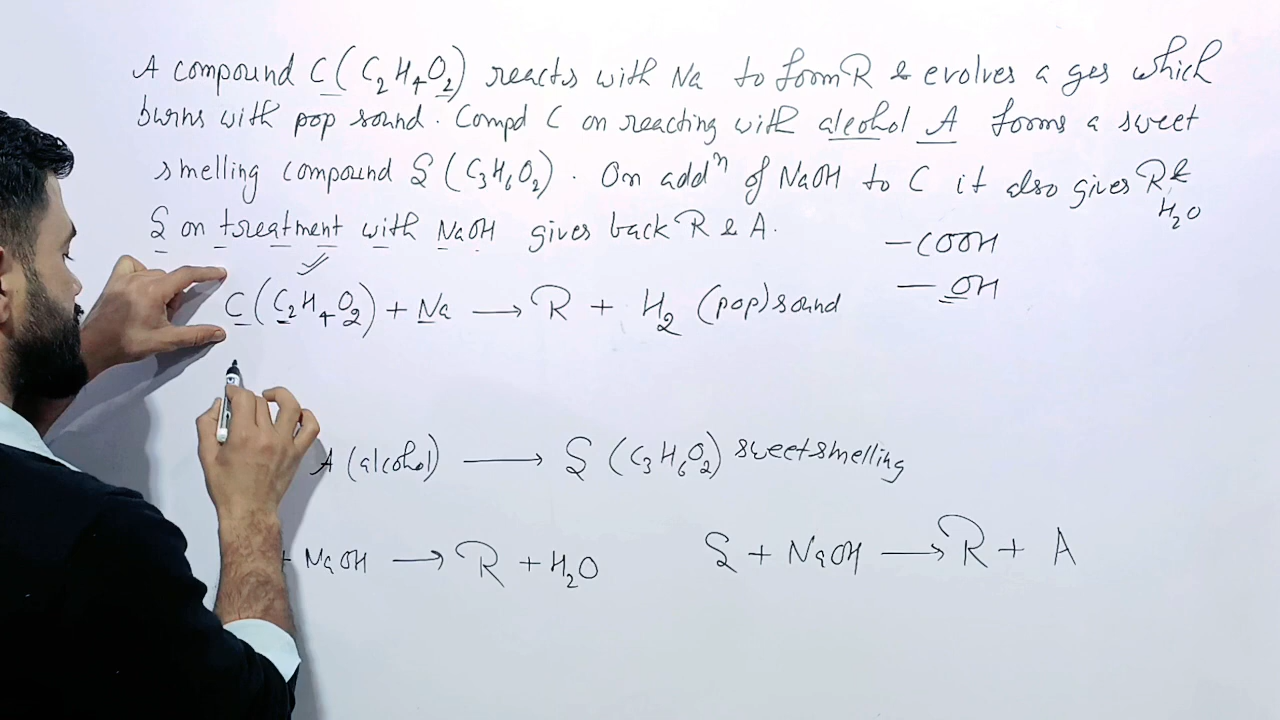 A compound C (C₂H₄O₂) reacts with Na to form R & evolves a ges which
burns with pop sound. Compd C on reacting with alcohol A forms a sweet
smelling compound S (C₃H₆O₂). On addⁿ of NaOH to C it also gives R &
H₂O
S on treatment with NaOH gives back R & A.
-COOH
-OH
C (C₂H₄O₂) + Na → R + H₂ (pop) sound
A (alcohol) → S (C₃H₆O₂) sweet smelling
+ NaOH → R + H₂O
S + NaOH → R + A